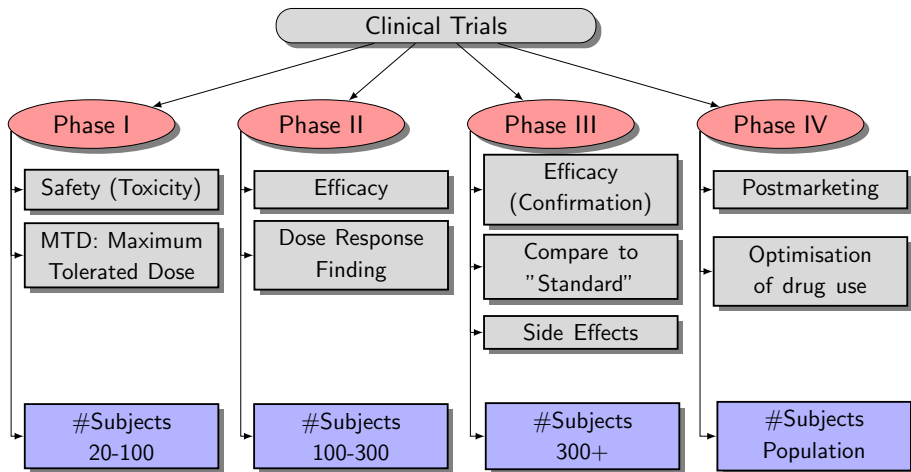 Clinical Trials
Phase I
Safety (Toxicity)
MTD: Maximum
Tolerated Dose
#Subjects
20-100
Phase II
Efficacy
Dose Response
Finding
#Subjects
100-300
Phase III
Efficacy
(Confirmation)
Compare to
”Standard”
Side Effects
#Subjects
300+
Phase IV
Postmarketing
Optimisation
of drug use
#Subjects
Population